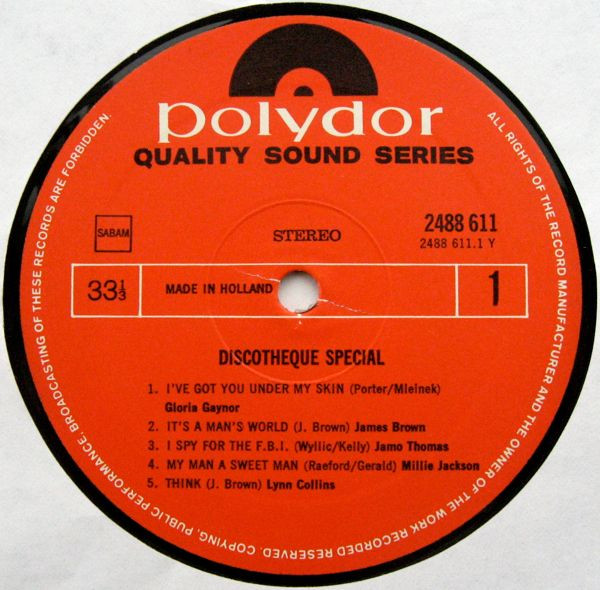 polydor
QUALITY SOUND SERIES
SABAM
STEREO
2488 611
2488 611.1 Y
33⅓
MADE IN HOLLAND
1
DISCOTHEQUE SPECIAL
1. I'VE GOT YOU UNDER MY SKIN (Porter/Mleinek)
Gloria Gaynor
2. IT'S A MAN'S WORLD (J. Brown) James Brown
3. I SPY FOR THE F.B.I. (Wyllic/Kelly) Jamo Thomas
4. MY MAN A SWEET MAN (Raeford/Gerald) Millie Jackson
5. THINK (J. Brown) Lynn Collins
ALL RIGHTS OF THE RECORD MANUFACTURER AND THE OWNER OF THE WORK RECORDED RESERVED. COPYING, PUBLIC PERFORMANCE, BROADCASTING OF THESE RECORDS ARE FORBIDDEN.